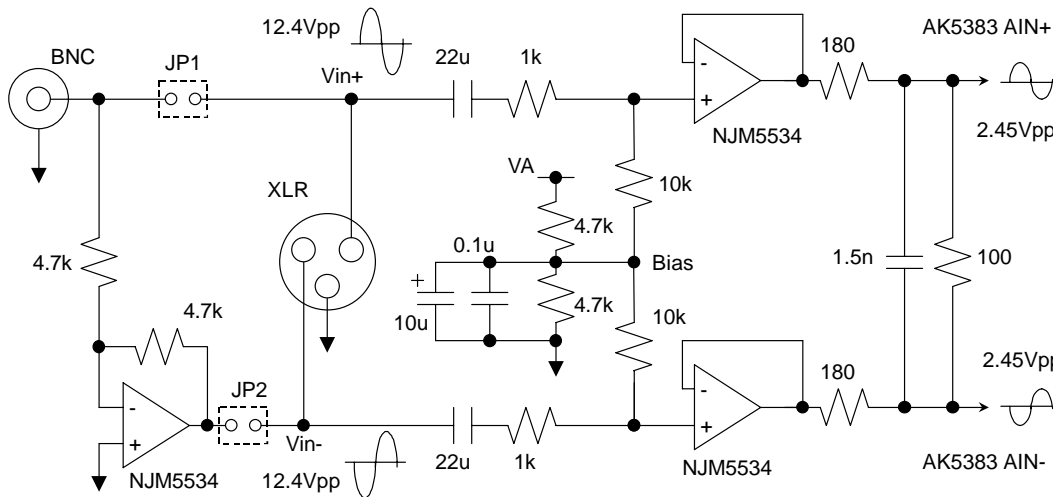 12.4Vpp
BNC
JP1
Vin+
22u
1k
180
AK5383 AIN+
-
+
NJM5534
2.45Vpp
VA
10k
XLR
4.7k
4.7k
0.1u
Bias
1.5n
100
+
10u
4.7k
10k
4.7k
JP2
180
2.45Vpp
-
+
-
+
Vin-
22u
1k
NJM5534
NJM5534
12.4Vpp
AK5383 AIN-